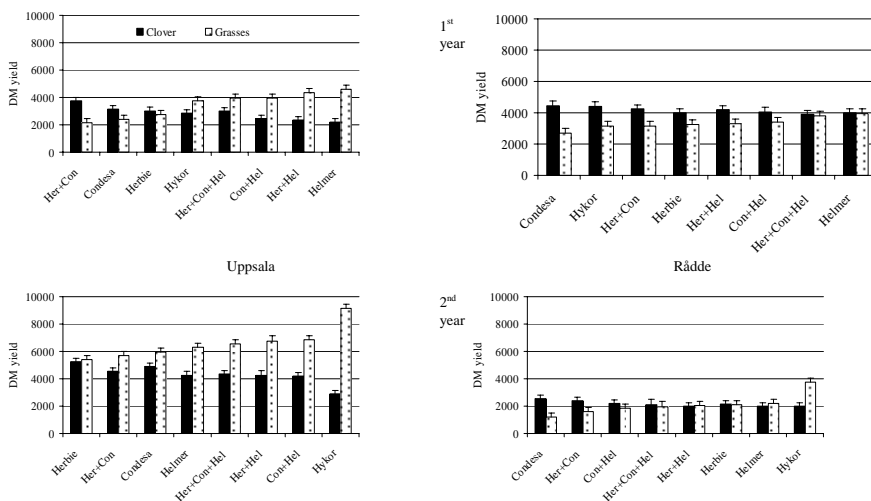 10000
8000
6000
4000
2000
0
DM yield
Clover Grasses
Her+Con Condesa Herbie Hykor Her+Con+Hel Con+Hel Her+Hel Helmer
1st
year
10000
8000
6000
4000
2000
0
DM yield
Condesa Hykor Her+Con Herbie Her+Hel Con+Hel Her+Con+Hel Helmer
Uppsala
Rådde
10000
8000
6000
4000
2000
0
DM yield
Herbie Her+Con Condesa Helmer Her+Con+Hel Her+Hel Con+Hel Hykor
2nd
year
10000
8000
6000
4000
2000
0
DM yield
Condesa Her+Con Con+Hel Her+Con+Hel Her+Hel Herbie Helmer Hykor